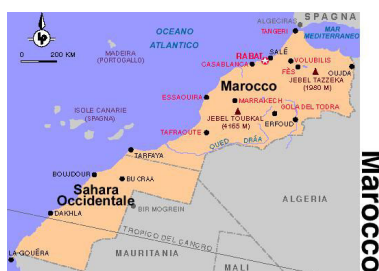 SPAGNA
ALGECIRAS
TANGERI
MAR
MEDITERRANEO
OCEANO
ATLANTICO
MADEIRA
(PORTOGALLO)
0 200 KM
RABAT
SALÉ
CASABLANCA
VOLUBILIS
FÈS
OUJDA
JEBEL TAZZEKA
(1980 M)
Marocco
ESSAOUIRA
MARRAKECH
GOLA DEL TODRA
JEBEL TOUBKAL
(4165 M)
ERFOUD
ISOLE CANARIE
(SPAGNA)
TAFRAOUTE
OUED DRÂA
TARFAYA
BOUJDOUR
BU CRAA
Sahara
Occidentale
ALGERIA
DAKHLA
BIR MOGREIN
TROPICO DEL CANCRO
LA GOUÊRA
MAURITANIA
MALI
Marocco